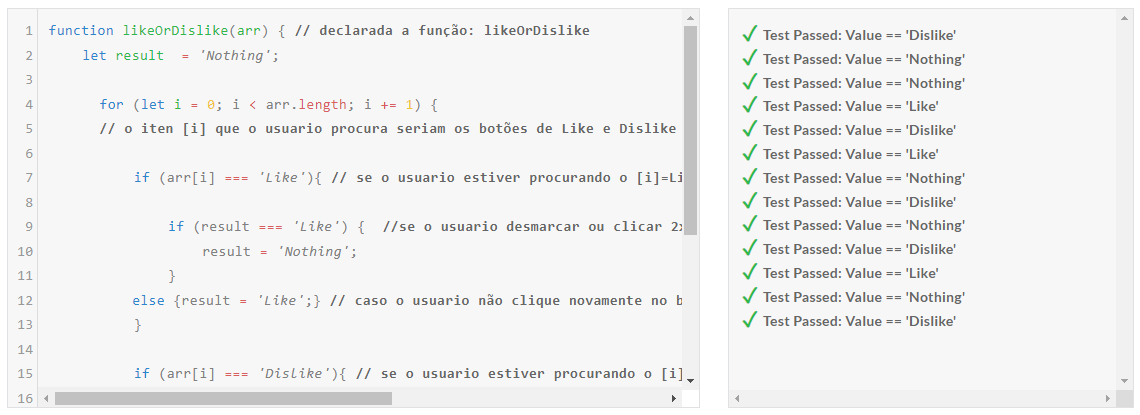 1 function likeOrDislike(arr) { // declarada a função: likeOrDislike
2 let result = 'Nothing';
3
4 for (let i = 0; i < arr.length; i += 1) {
5 // o iten [i] que o usuario procura seriam os botões de Like e Dislike
6
7 if (arr[i] === 'Like'){ // se o usuario estiver procurando o [i]=Li
8
9 if (result === 'Like') { //se o usuario desmarcar ou clicar 2x
10 result = 'Nothing';
11 }
12 else {result = 'Like';} // caso o usuario não clique novamente no b
13 }
14
15 if (arr[i] === 'Dislike'){ // se o usuario estiver procurando o [i]
16
Test Passed: Value == 'Dislike'
Test Passed: Value == 'Nothing'
Test Passed: Value == 'Nothing'
Test Passed: Value == 'Like'
Test Passed: Value == 'Dislike'
Test Passed: Value == 'Like'
Test Passed: Value == 'Nothing'
Test Passed: Value == 'Dislike'
Test Passed: Value == 'Nothing'
Test Passed: Value == 'Dislike'
Test Passed: Value == 'Like'
Test Passed: Value == 'Nothing'
Test Passed: Value == 'Dislike'